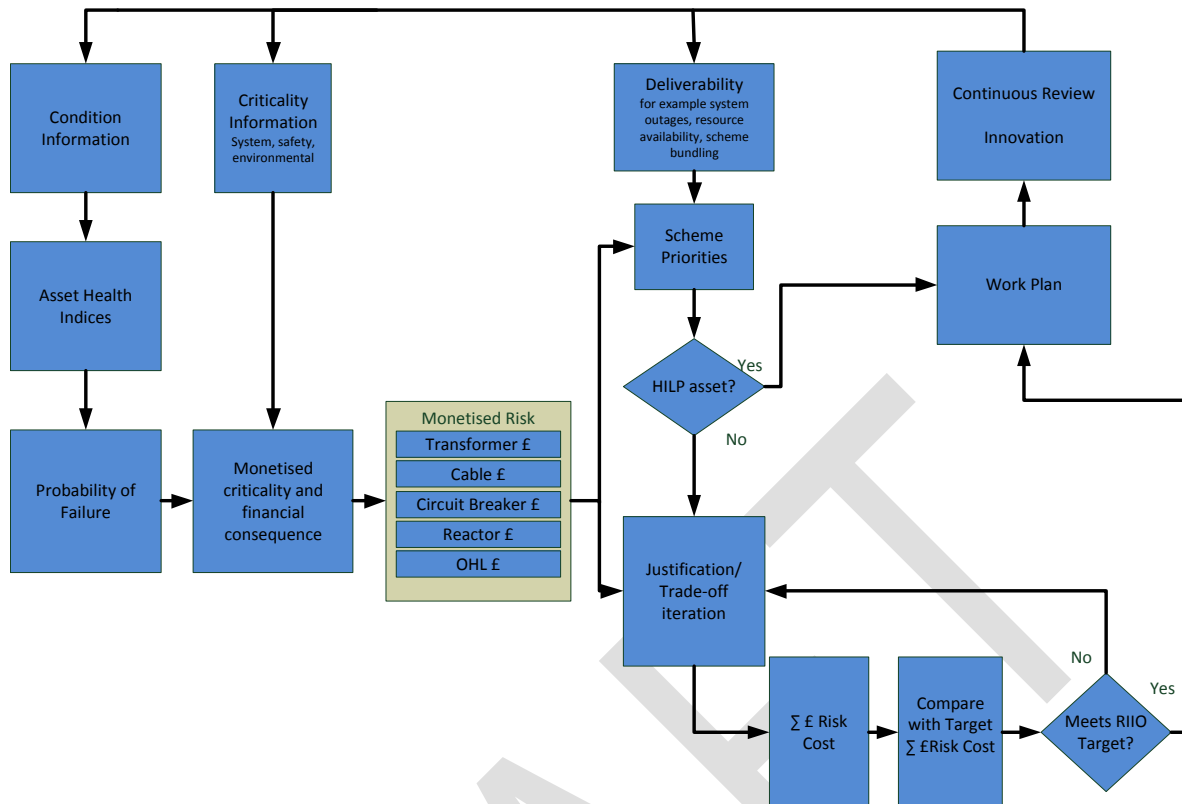 Condition
Information
Criticality
Information
System, safety,
environmental
Deliverability
for example system
outages, resource
availability, scheme
bundling
Continuous Review
Innovation
Asset Health
Indices
Scheme
Priorities
Work Plan
HILP asset?
Yes
No
Probability of
Failure
Monetised
criticality and
financial
consequence
Monetised Risk
Transformer £
Cable £
Circuit Breaker £
Reactor £
OHL £
Justification/
Trade-off
iteration
∑ £ Risk
Cost
Compare
with Target
∑ £Risk Cost
Meets RIIO
Target?
No
Yes